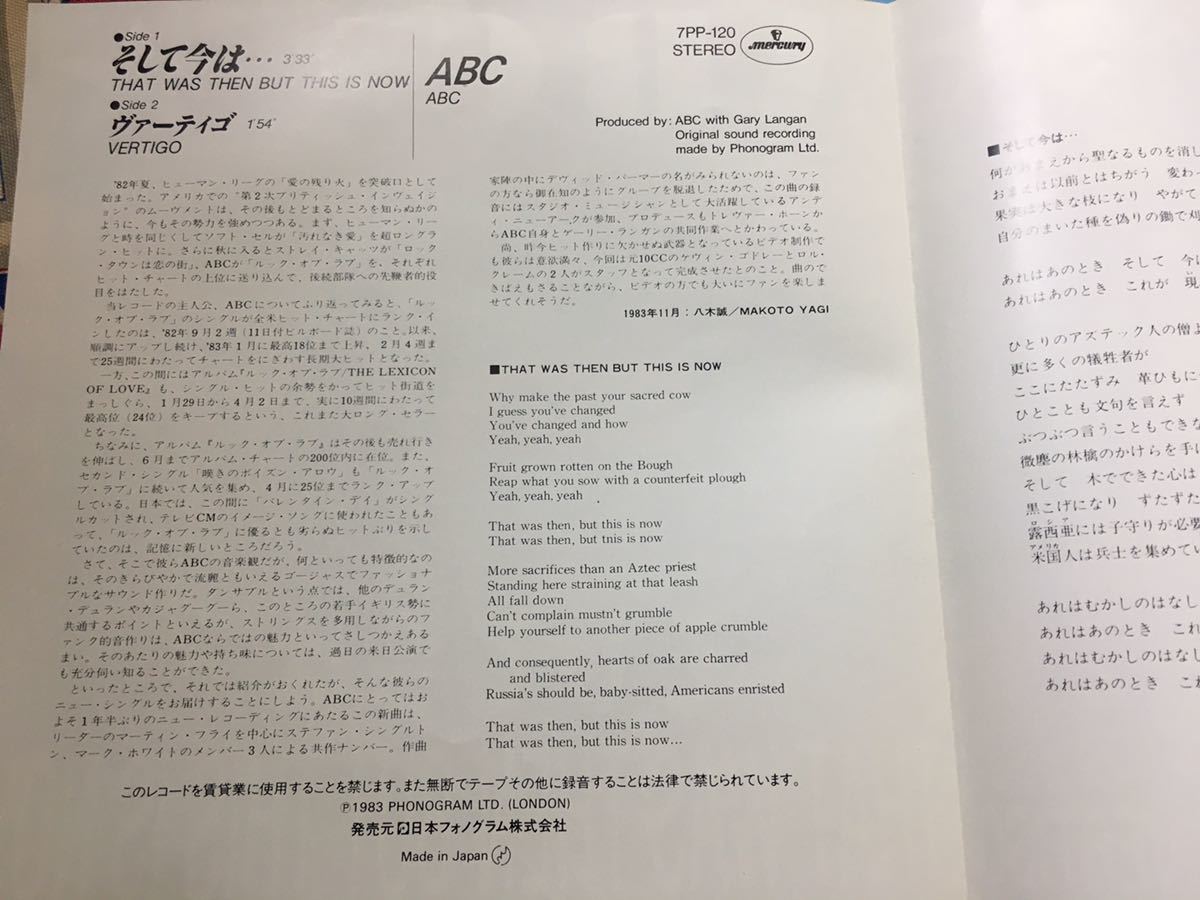 ●Side 1
そして今は… 3'33"
THAT WAS THEN BUT THIS IS NOW
●Side 2
ヴァーティゴ 1'54"
VERTIGO
ABC
ABC
7PP-120
STEREO
mercury
Produced by: ABC with Gary Langan
Original sound recording
made by Phonogram Ltd.
'82年夏、ヒューマン・リーグの「愛の残り火」を突破口として
始まった。アメリカでの"第2次ブリティッシュ・インヴェイジ
ョン"のムーヴメントは、その後もとどまるところを知らぬかの
ように、今もその勢力を強めつつある。まず、ヒューマン・リー
グと時を同じくしてソフト・セルが「汚れなき愛」を超ロングラ
ン・ヒットに。さらに秋に入るとストレイ・キャッツが「ロック
・タウンは恋の街」、ABCが「ルック・オブ・ラブ」を、それぞれ
ヒット・チャートの上位に送り込んで、後続部隊への先鞭者的役
目をはたした。
当レコードの主人公、ABCについてふり返ってみると、「ルッ
ク・オブ・ラブ」のシングルが全米ヒット・チャートにランク・イ
ンしたのは、'82年9月2週(11日付ビルボード誌)のこと。以来、
順調にアップし続け、'83年1月に最高18位まで上昇、2月4週ま
で25週間にわたってチャートをにぎわす長期大ヒットとなった。
一方、この間にはアルバム『ルック・オブ・ラブ/THE LEXICON
OF LOVE』も、シングル・ヒットの余勢をかってヒット街道を
まっしぐら、1月29日から4月2日まで、実に10週間にわたって
最高位(24位)をキープするという、これまた大ロング・セラー
となった。
ちなみに、アルバム『ルック・オブ・ラブ』はその後も売れ行き
を伸ばし、6月までアルバム・チャートの200位内に在位。また、
セカンド・シングル「嘆きのポイズン・アロウ」も「ルック・オ
ブ・ラブ」に続いて人気を集め、4月に25位までランク・アップ
している。日本では、この間に「バレンタイン・デイ」がシング
ルカットされ、テレビCMのイメージ・ソングに使われたこともあ
って、「ルック・オブ・ラブ」に優るとも劣らぬヒットぶりを示し
ていたのは、記憶に新しいところだろう。
さて、そこで彼らABCの音楽観だが、何といっても特徴的なの
は、そのきらびやかで流麗ともいえるゴージャスでファッショナ
ブルなサウンド作りだ。ダンサブルという点では、他のデュラン
・デュランやカジャグーグーら、このところの若手イギリス勢に
共通するポイントといえるが、ストリングスを多用しながらのフ
ァンク的音作りは、ABCならではの魅力といってさしつかえある
まい。そのあたりの魅力や持ち味については、過日の来日公演で
も充分伺い知ることができた。
といったところで、それでは紹介がおくれたが、そんな彼らの
ニュー・シングルをお届けすることにしよう。ABCにとってはお
よそ1年半ぶりのニュー・レコーディングにあたるこの新曲は、
リーダーのマーティン・フライを中心にステファン・シングルト
ン、マーク・ホワイトのメンバー3人による共作ナンバー。作曲
家陣の中にデヴィッド・パーマーの名がみられないのは、ファン
の方なら御在知のようにグループを脱退したためで、この曲の録
音にはスタジオ・ミュージシャンとして大活躍しているアンデ
ィ・ニューマークが参加、プロデュースもトレヴァー・ホーンか
らABC自身とゲーリー・ランガンの共同作業へとかわっている。
尚、昨今ヒット作りに欠かせぬ武器となっているビデオ制作で
も彼らは意欲満々、今回は元10CCのケヴィン・ゴドレーとロル・
クレームの2人がスタッフとなって完成させたとのこと。曲ので
きばえもさることながら、ビデオの方でも大いにファンを楽しま
せてくれそうだ。
1983年11月:八木誠/MAKOTO YAGI
■THAT WAS THEN BUT THIS IS NOW
Why make the past your sacred cow
I guess you've changed
You've changed and how
Yeah, yeah, yeah
Fruit grown rotten on the Bough
Reap what you sow with a counterfeit plough
Yeah, yeah, yeah
That was then, but this is now
That was then, but tnis is now
More sacrifices than an Aztec priest
Standing here straining at that leash
All fall down
Can't complain mustn't grumble
Help yourself to another piece of apple crumble
And consequently, hearts of oak are charred
and blistered
Russia's should be, baby-sitted, Americans enristed
That was then, but this is now
That was then, but this is now…
このレコードを賃貸業に使用することを禁じます。また無断でテープその他に録音することは法律で禁じられています。
Ⓟ1983 PHONOGRAM LTD. (LONDON)
発売元 日本フォノグラム株式会社
Made in Japan
■そして今は…
何がおまえから聖なるものを消し
おまえは以前とはちがう 変わっ
果実は大きな枝になり やがて
自分のまいた種を偽りの鋤で刈
あれはあのとき そして 今は
あれはあのとき これが 現
ひとりのアズテック人の僧よ
更に多くの犠牲者が
ここにたたずみ 革ひもに
ひとことも文句を言えず
ぶつぶつ言うこともできな
微塵の林檎のかけらを手に
そして 木でできた心は
黒こげになり ずたずた
露西亜には子守りが必要
米国人は兵士を集めてい
あれはむかしのはなし
あれはあのとき これ
あれはむかしのはなし
あれはあのとき これ